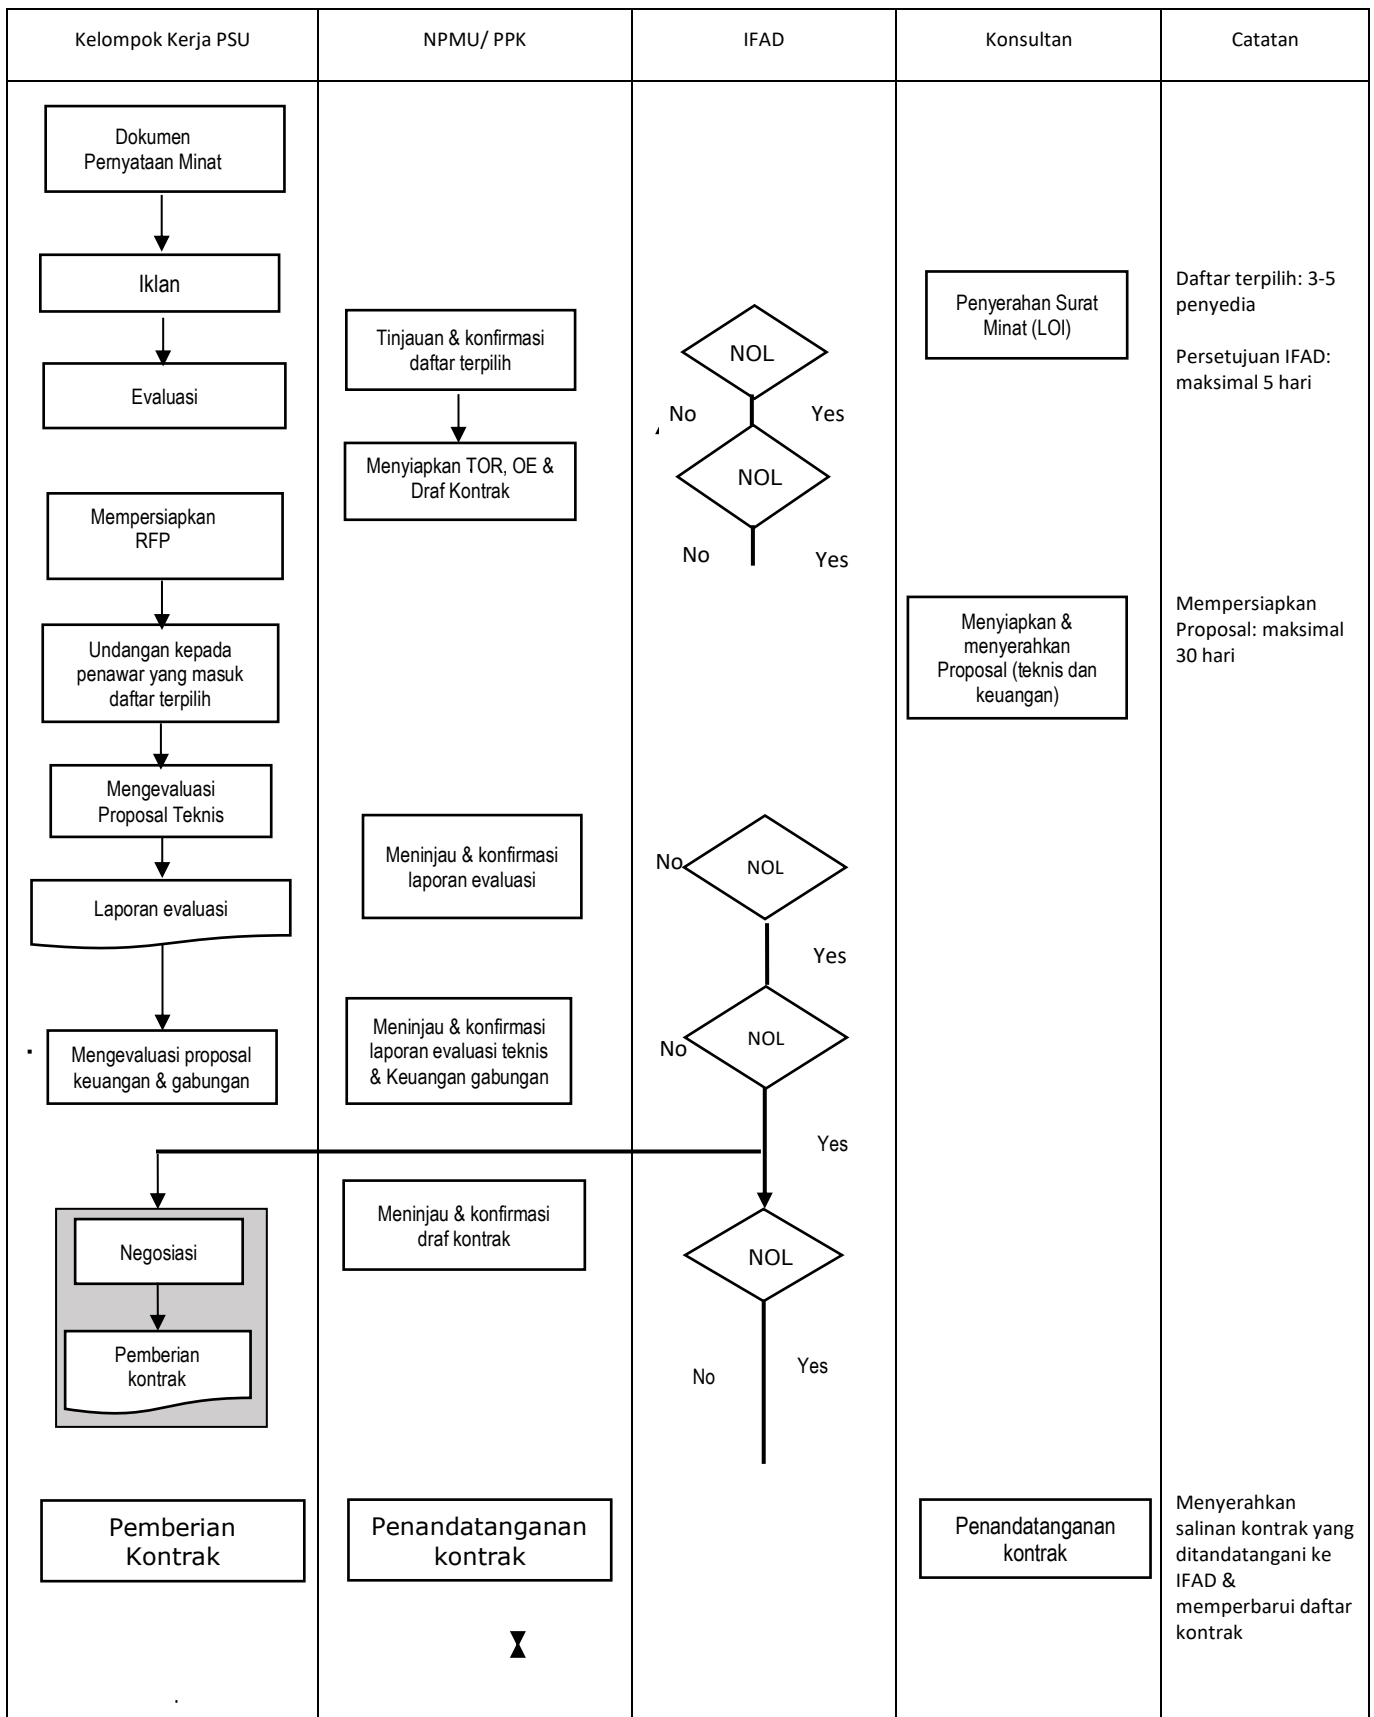 Kelompok Kerja PSU
NPMU/ PPK
IFAD
Konsultan
Catatan
Dokumen
Pernyataan Minat
Iklan
Penyerahan Surat
Minat (LOI)
Daftar terpilih: 3-5
penyedia
Persetujuan IFAD:
maksimal 5 hari
Tinjauan & konfirmasi
daftar terpilih
NOL
Evaluasi
No
Yes
Menyiapkan TOR, OE &
Draf Kontrak
NOL
Mempersiapkan
RFP
No
Yes
Undangan kepada
penawar yang masuk
daftar terpilih
Menyiapkan &
menyerahkan
Proposal (teknis dan
keuangan)
Mempersiapkan
Proposal: maksimal
30 hari
Mengevaluasi
Proposal Teknis
Meninjau & konfirmasi
laporan evaluasi
No
NOL
Laporan evaluasi
Yes
Mengevaluasi proposal
keuangan & gabungan
Meninjau & konfirmasi
laporan evaluasi teknis
& Keuangan gabungan
No
NOL
Yes
Negosiasi
Meninjau & konfirmasi
draf kontrak
NOL
Pemberian
kontrak
No
Yes
Pemberian
Kontrak
Penandatanganan
kontrak
Penandatanganan
kontrak
Menyerahkan
salinan kontrak yang
ditandatangani ke
IFAD &
memperbarui daftar
kontrak